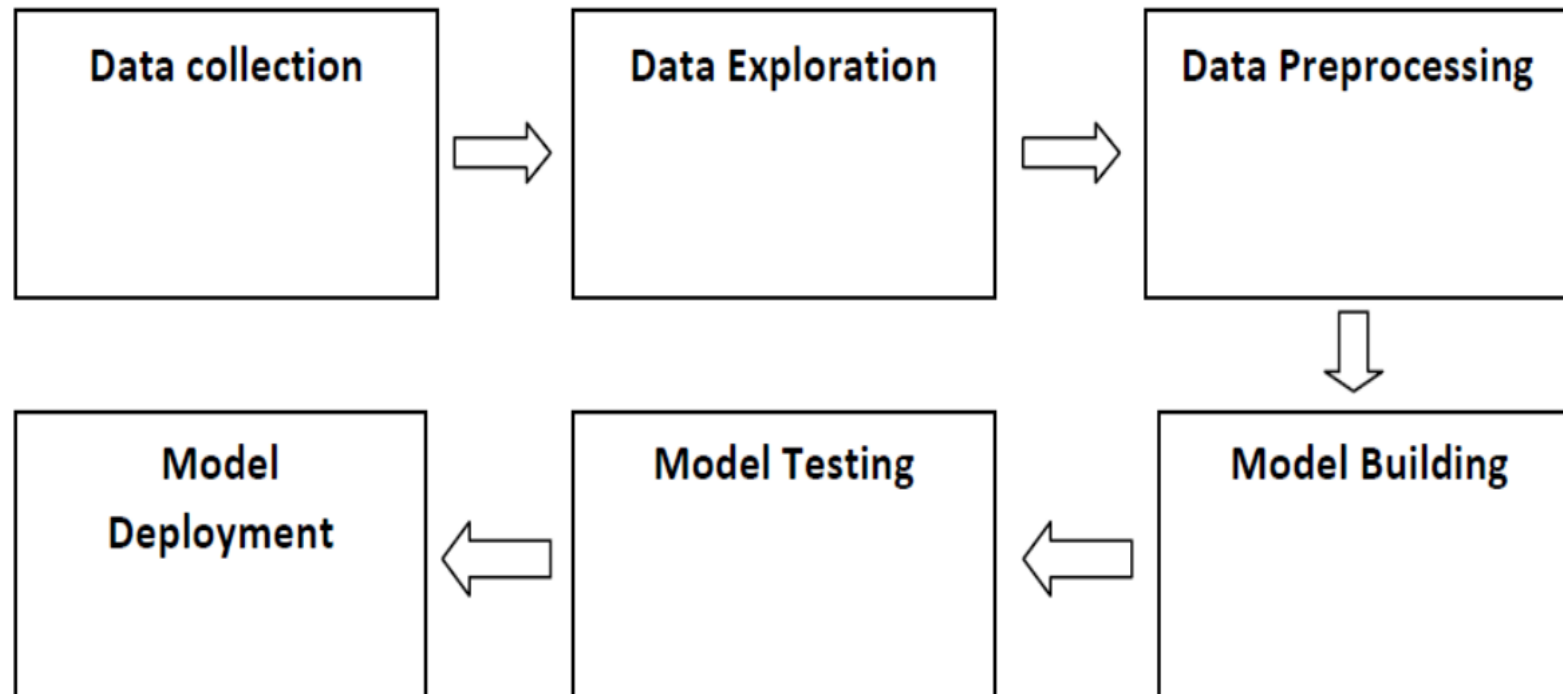 Data collection
Data Exploration
Data Preprocessing
Model
Deployment
Model Testing
Model Building